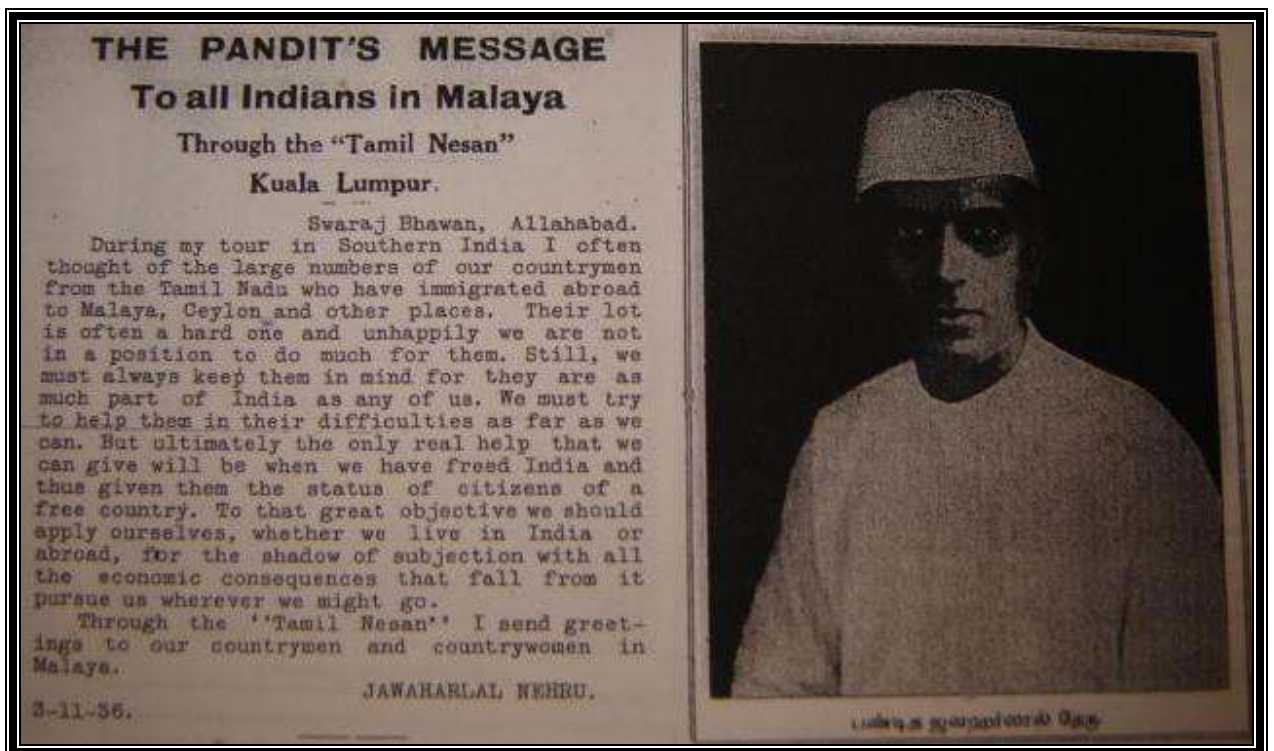 THE PANDIT'S MESSAGE
To all Indians in Malaya
Through the "Tamil Nesan"
Kuala Lumpur.
Swaraj Bhawan, Allahabad.
During my tour in Southern India I often
thought of the large numbers of our countrymen
from the Tamil Nadu who have immigrated abroad
to Malaya, Ceylon and other places. Their lot
is often a hard one and unhappily we are not
in a position to do much for them. Still, we
must always keep them in mind for they are as
much part of India as any of us. We must try
to help them in their difficulties as far as we
can. But ultimately the only real help that we
can give will be when we have freed India and
thus given them the status of citizens of a
free country. To that great objective we should
apply ourselves, whether we live in India or
abroad, for the shadow of subjection with all
the economic consequences that fall from it
pursue us wherever we might go.
Through the ''Tamil Nesan'' I send greet-
ings to our countrymen and countrywomen in
Malaya.
JAWAHARLAL NEHRU.
3-11-36.